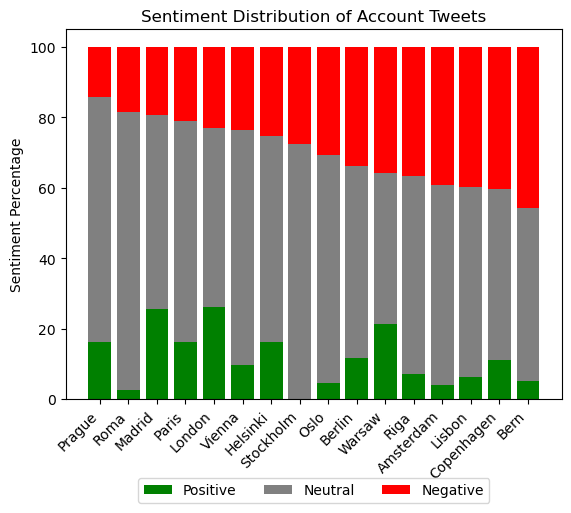 Sentiment Distribution of Account Tweets
Sentiment Percentage
100
80
60
40
20
0
Prague
Roma
Madrid
Paris
London
Vienna
Helsinki
Stockholm
Oslo
Berlin
Warsaw
Riga
Amsterdam
Lisbon
Copenhagen
Bern
Positive Neutral Negative